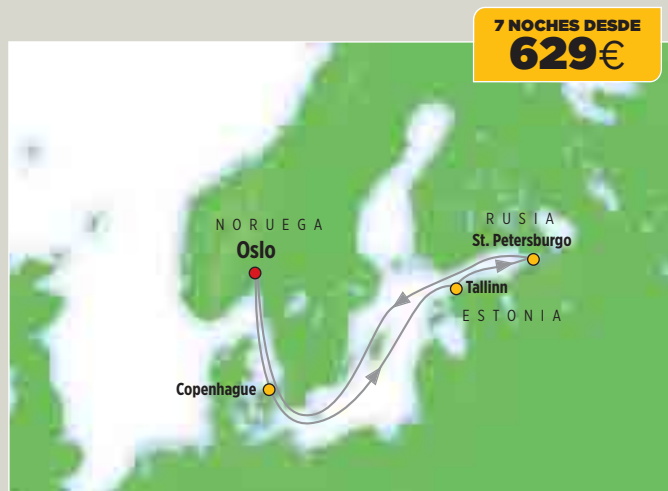 7 NOCHES DESDE
629€
NORUEGA
Oslo
RUSIA
St. Petersburgo
Tallinn
ESTONIA
Copenhague